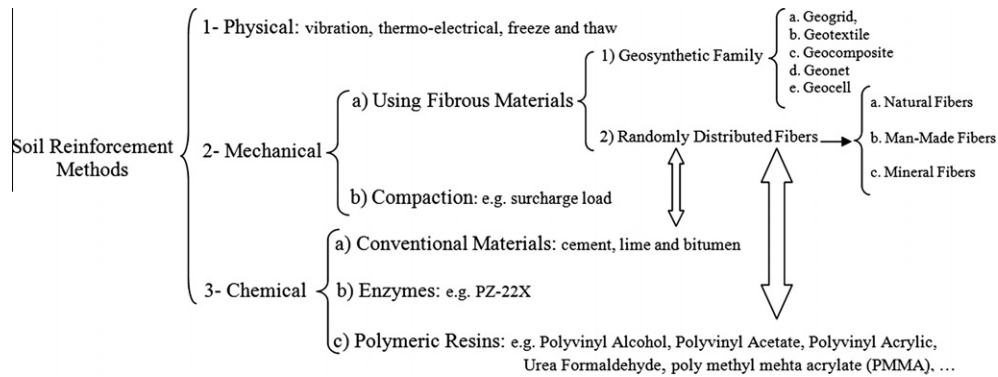 Soil Reinforcement
Methods
1- Physical: vibration, thermo-electrical, freeze and thaw
2- Mechanical
a) Using Fibrous Materials
1) Geosynthetic Family
a. Geogrid,
b. Geotextile
c. Geocomposite
d. Geonet
e. Geocell
2) Randomly Distributed Fibers
a. Natural Fibers
b. Man-Made Fibers
c. Mineral Fibers
b) Compaction: e.g. surcharge load
3- Chemical
a) Conventional Materials: cement, lime and bitumen
b) Enzymes: e.g. PZ-22X
c) Polymeric Resins: e.g. Polyvinyl Alcohol, Polyvinyl Acetate, Polyvinyl Acrylic,
Urea Formaldehyde, poly methyl mehta acrylate (PMMA), ...